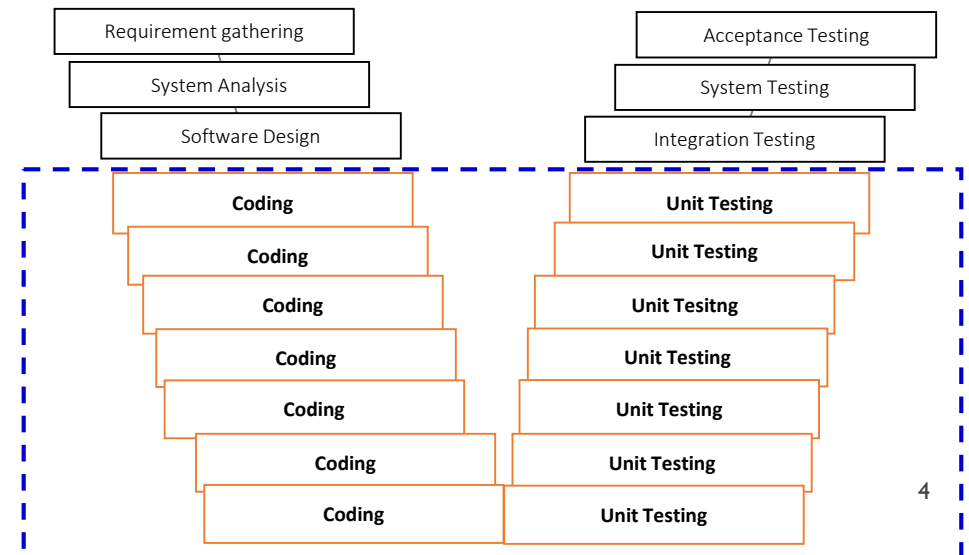 Requirement gathering
Acceptance Testing
System Analysis
System Testing
Software Design
Integration Testing
Coding
Unit Testing
Coding
Unit Testing
Coding
Unit Tesitng
Coding
Unit Testing
Coding
Unit Testing
Coding
Unit Testing
4
Coding
Unit Testing